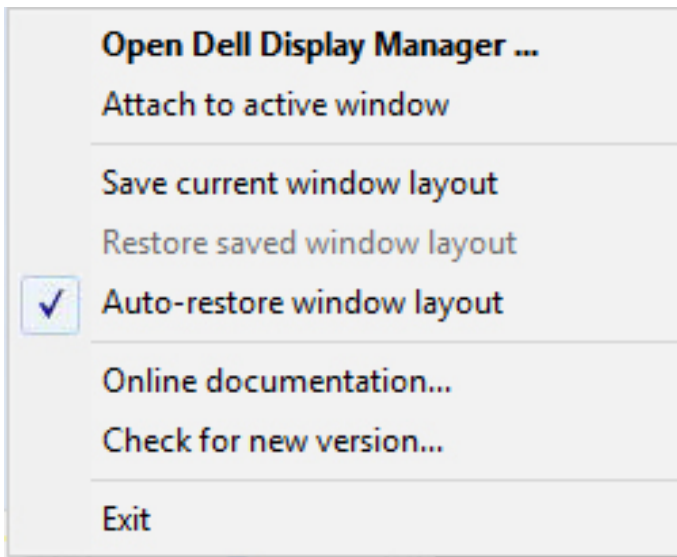 Open Dell Display Manager ...
Attach to active window
Save current window layout
Restore saved window layout
Auto-restore window layout
Online documentation...
Check for new version...
Exit